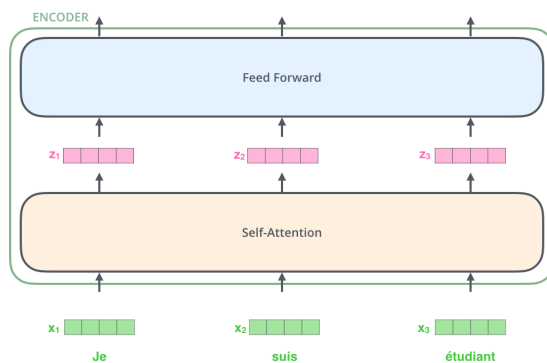 ENCODER
Feed Forward
z₁ z₂ z₃
Self-Attention
x₁ x₂ x₃
Je suis étudiant